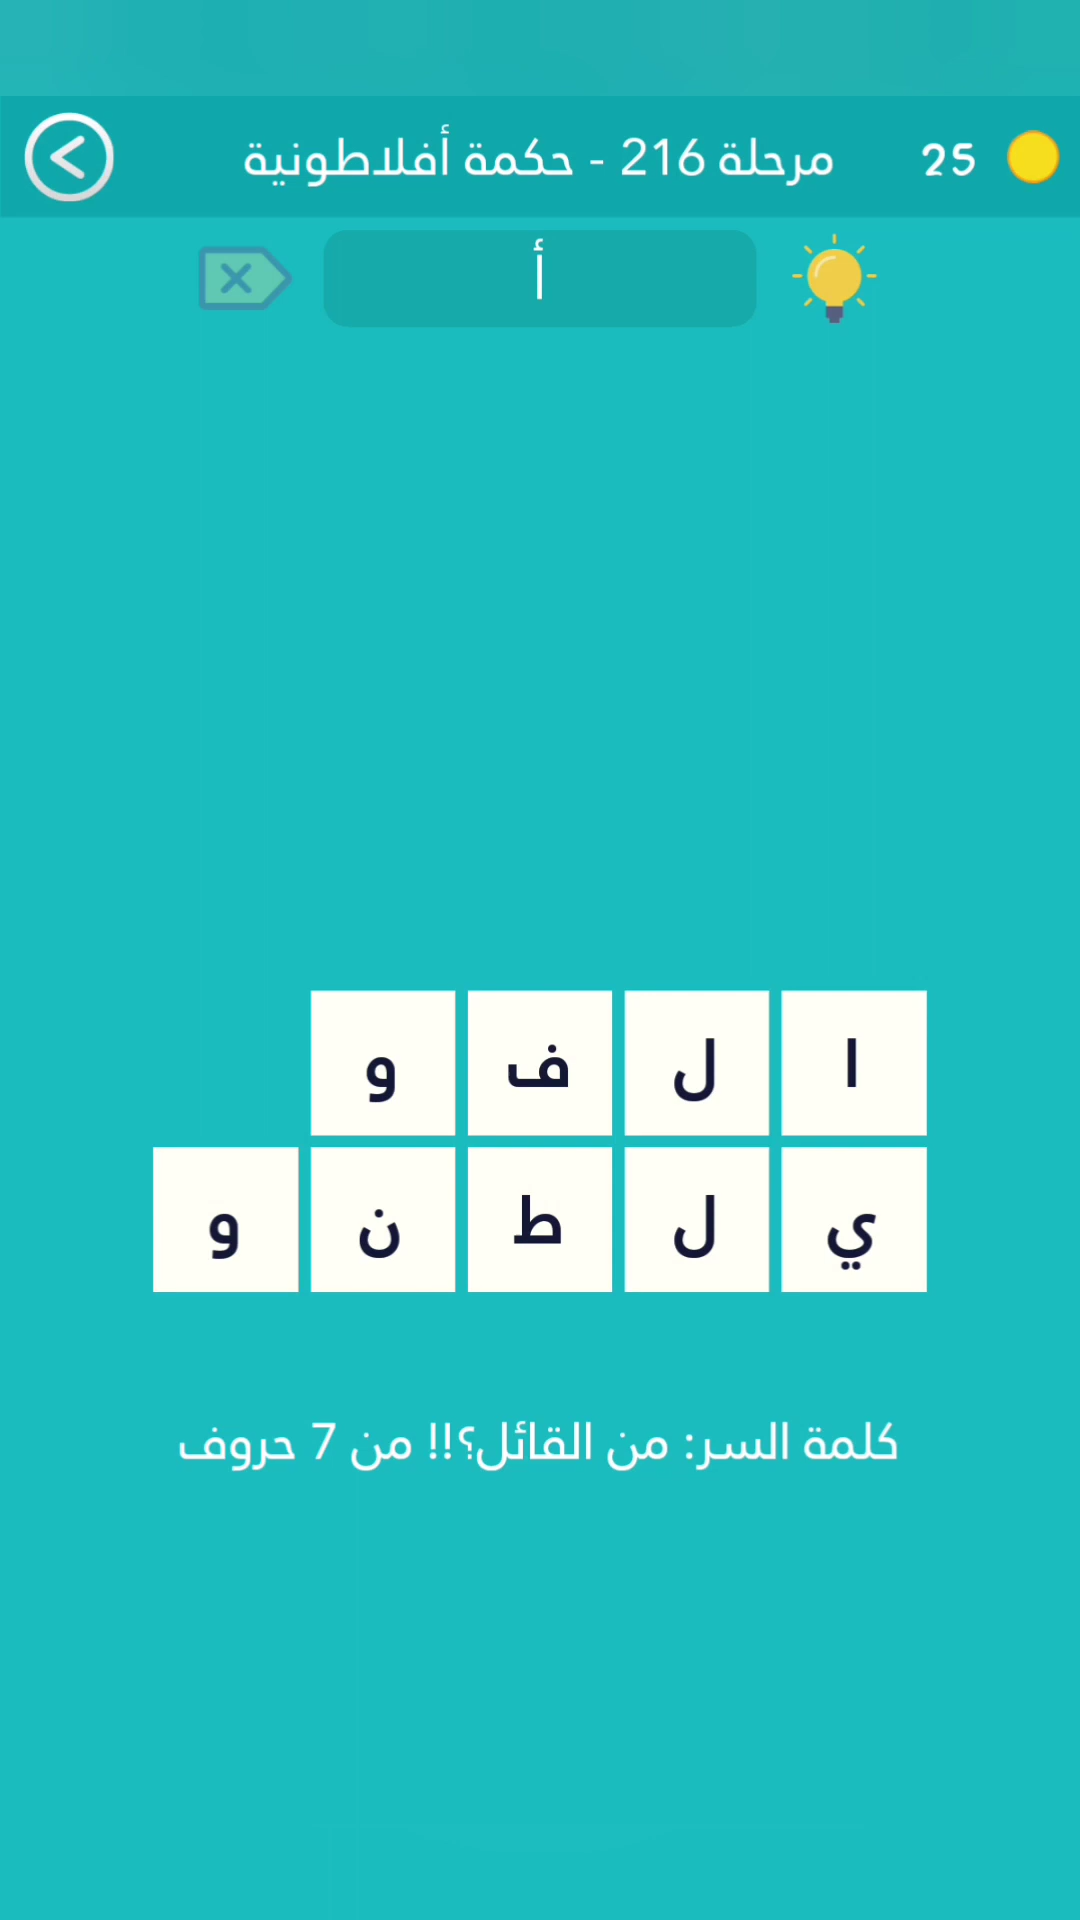 25 مرحلة 216 - حكمة أفلاطونية
أ
ا ل ف و
ي ل ط ن و
كلمة السر: من القائل؟!! من 7 حروف